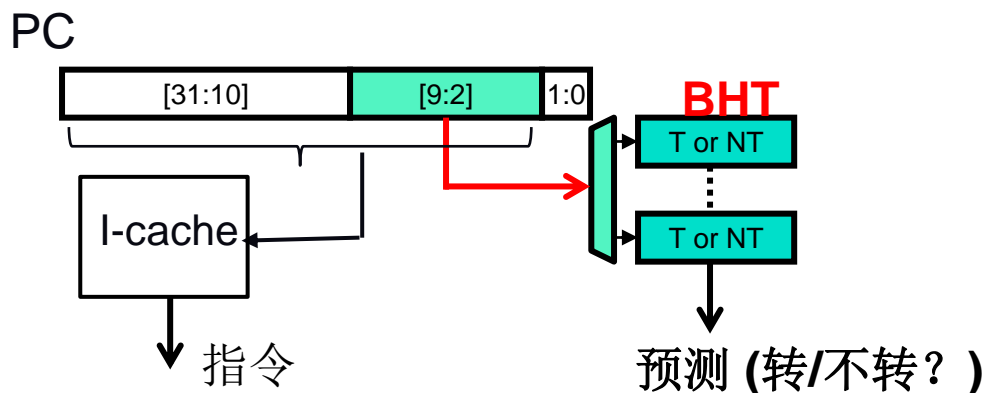 PC
[31:10]
[9:2]
1:0
BHT
T or NT
T or NT
I-cache
指令
预测 (转/不转？)